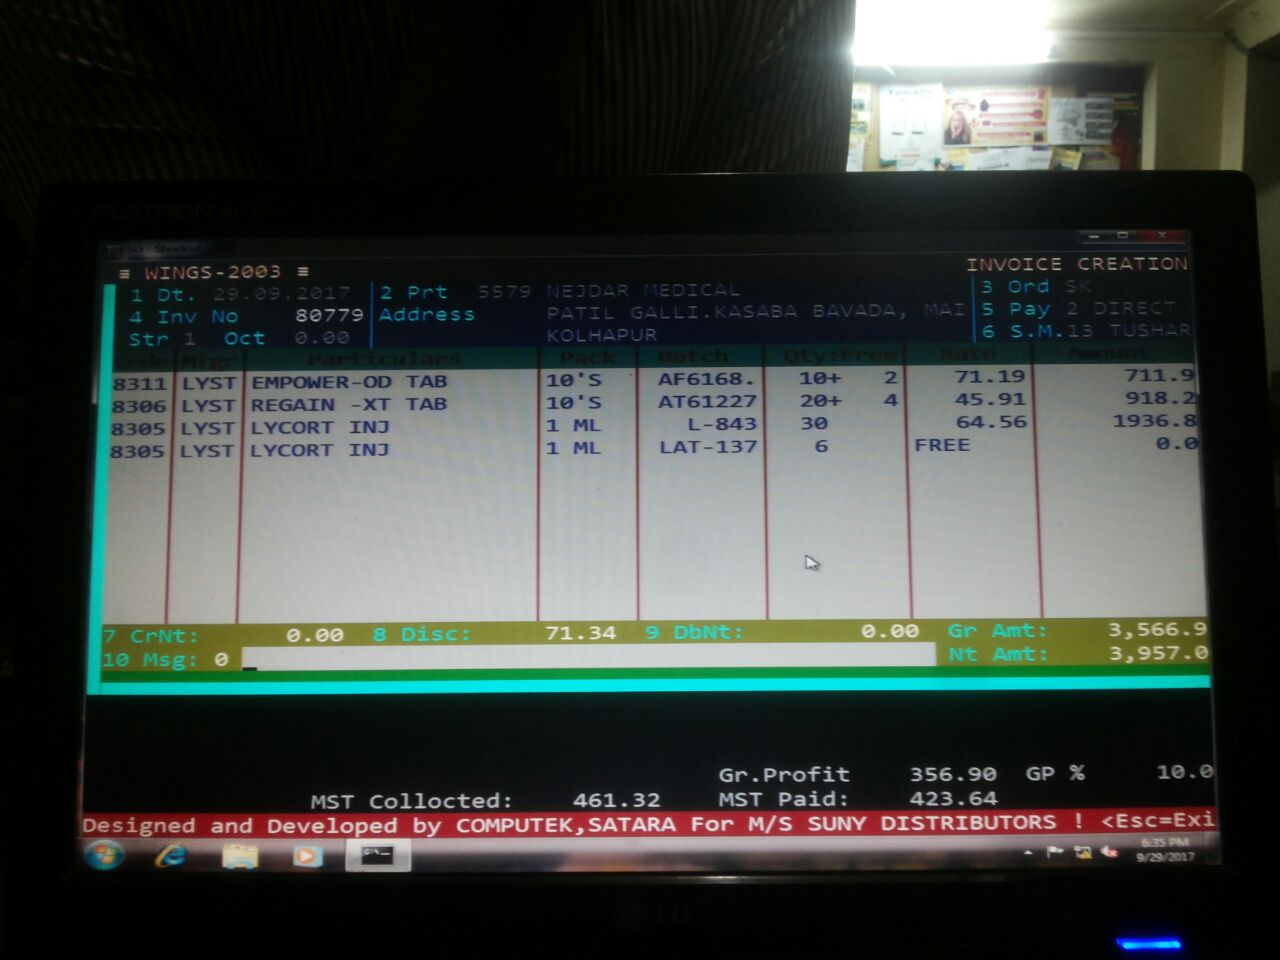 FLATRON
≡ WINGS-2003 ≡ INVOICE CREATION
1 Dt. 29.09.2017 2 Prt 5579 NEJDAR MEDICAL 3 Ord SK
4 Inv No 80779 Address PATIL GALLI.KASABA BAVADA, MAI 5 Pay 2 DIRECT
Str 1 Oct 0.00 KOLHAPUR 6 S.M.13 TUSHAR
Code Mfgr Particulars Pack Batch Qty+Free Rate Amount
8311 LYST EMPOWER-OD TAB 10'S AF6168. 10+ 2 71.19 711.9
8306 LYST REGAIN -XT TAB 10'S AT61227 20+ 4 45.91 918.2
8305 LYST LYCORT INJ 1 ML L-843 30 64.56 1936.8
8305 LYST LYCORT INJ 1 ML LAT-137 6 FREE 0.0
7 CrNt: 0.00 8 Disc: 71.34 9 DbNt: 0.00 Gr Amt: 3,566.9
10 Msg: 0 Nt Amt: 3,957.0
Gr.Profit 356.90 GP % 10.0
MST Collocted: 461.32 MST Paid: 423.64
Designed and Developed by COMPUTEK,SATARA For M/S SUNY DISTRIBUTORS ! <Esc=Exi
6:35 PM
9/29/2017
LG